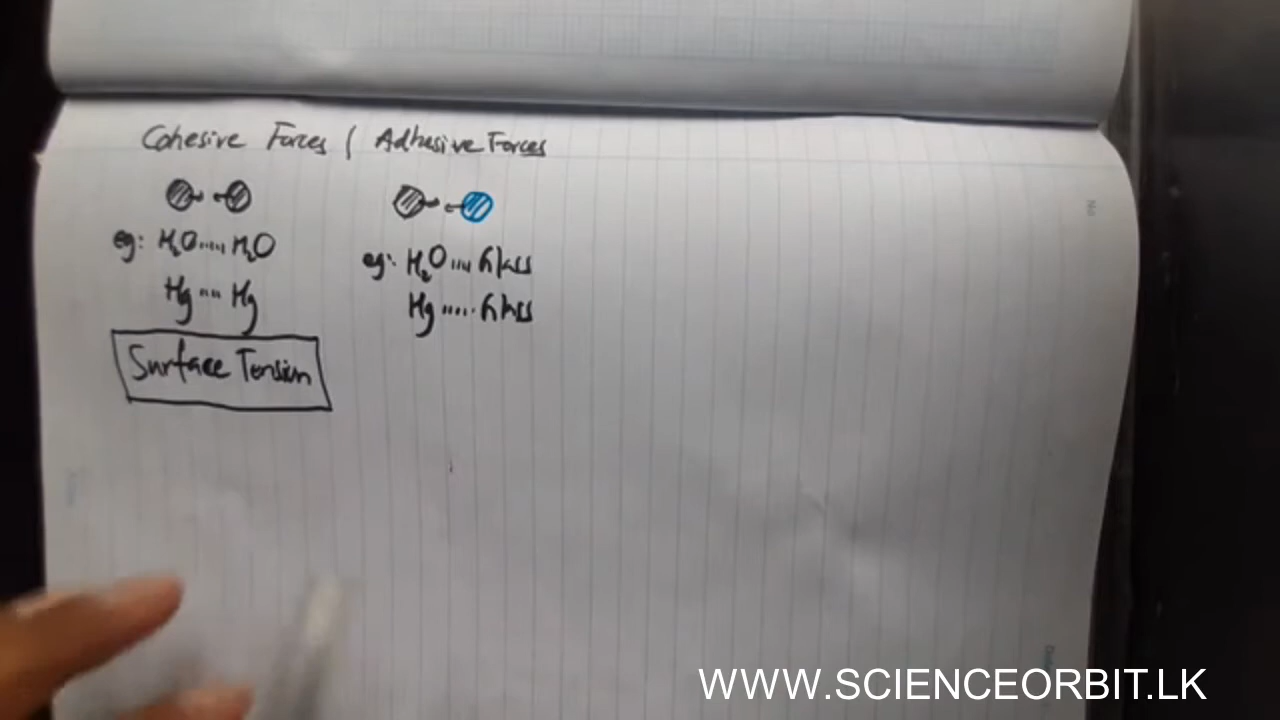 Cohesive Forces / Adhesive Forces
eg: H2O.....H2O
Hg....Hg
Surface Tension
eg: H2O....Glass
Hg.....Glass
No
WWW.SCIENCEORBIT.LK